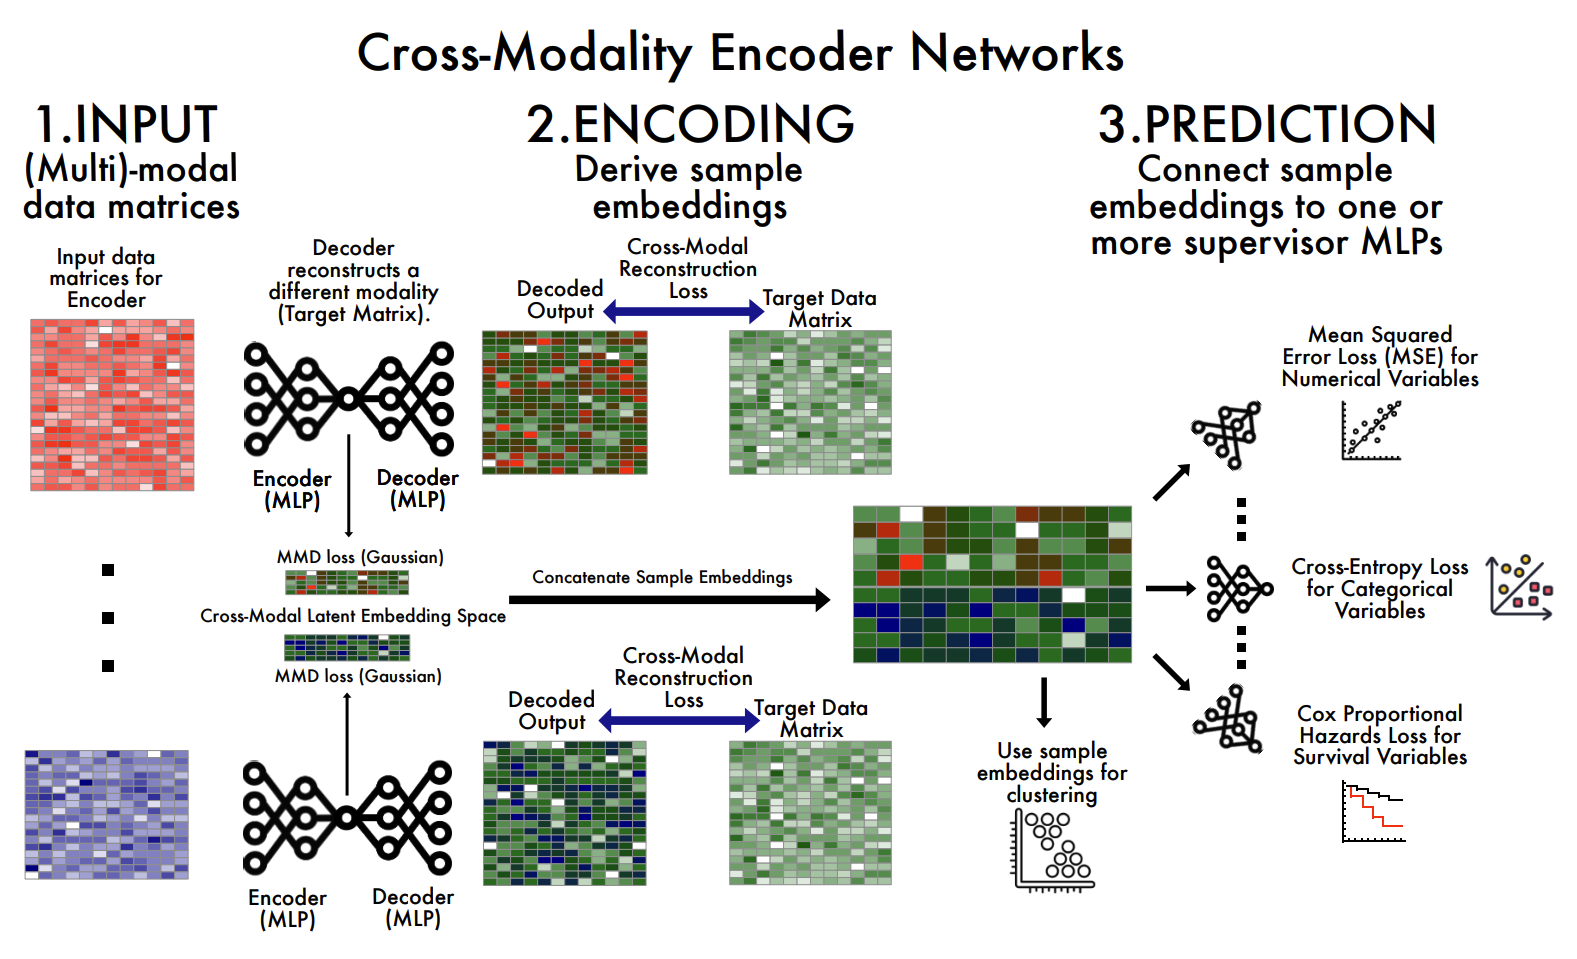 Cross-Modality Encoder Networks
1.INPUT
(Multi)-modal
data matrices
Input data
matrices for
Encoder
2.ENCODING
Derive sample
embeddings
Decoder
reconstructs a
different modality
(Target Matrix).
Encoder
(MLP)
Decoder
(MLP)
Decoded
Output
Cross-Modal
Reconstruction
Loss
Target Data
Matrix
MMD loss (Gaussian)
Cross-Modal Latent Embedding Space
MMD loss (Gaussian)
Concatenate Sample Embeddings
Encoder
(MLP)
Decoder
(MLP)
Decoded
Output
Cross-Modal
Reconstruction
Loss
Target Data
Matrix
3.PREDICTION
Connect sample
embeddings to one or
more supervisor MLPs
Mean Squared
Error Loss (MSE) for
Numerical Variables
Cross-Entropy Loss
for Categorical
Variables
Cox Proportional
Hazards Loss for
Survival Variables
Use sample
embeddings for
clustering